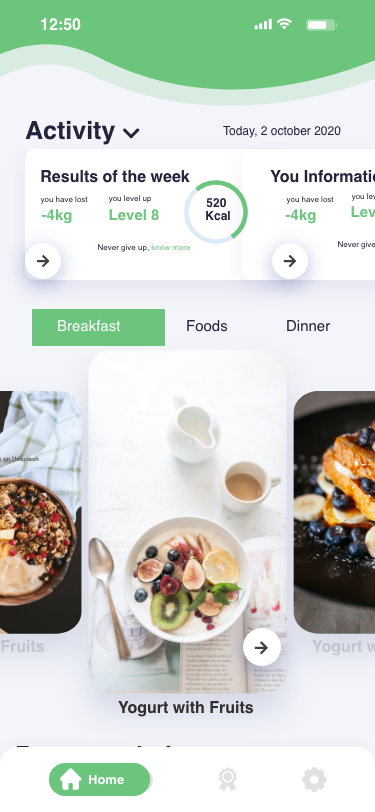 12:50
Activity
Today, 2 october 2020
Results of the week
you have lost
you level up
-4kg
Level 8
520
Kcal
Never give up, know more
You Informati
you have lost
you lev
-4kg
Lev
Never give
Breakfast
Foods
Dinner
on Unsplash
Fruits
Yogurt w
Yogurt with Fruits
Home